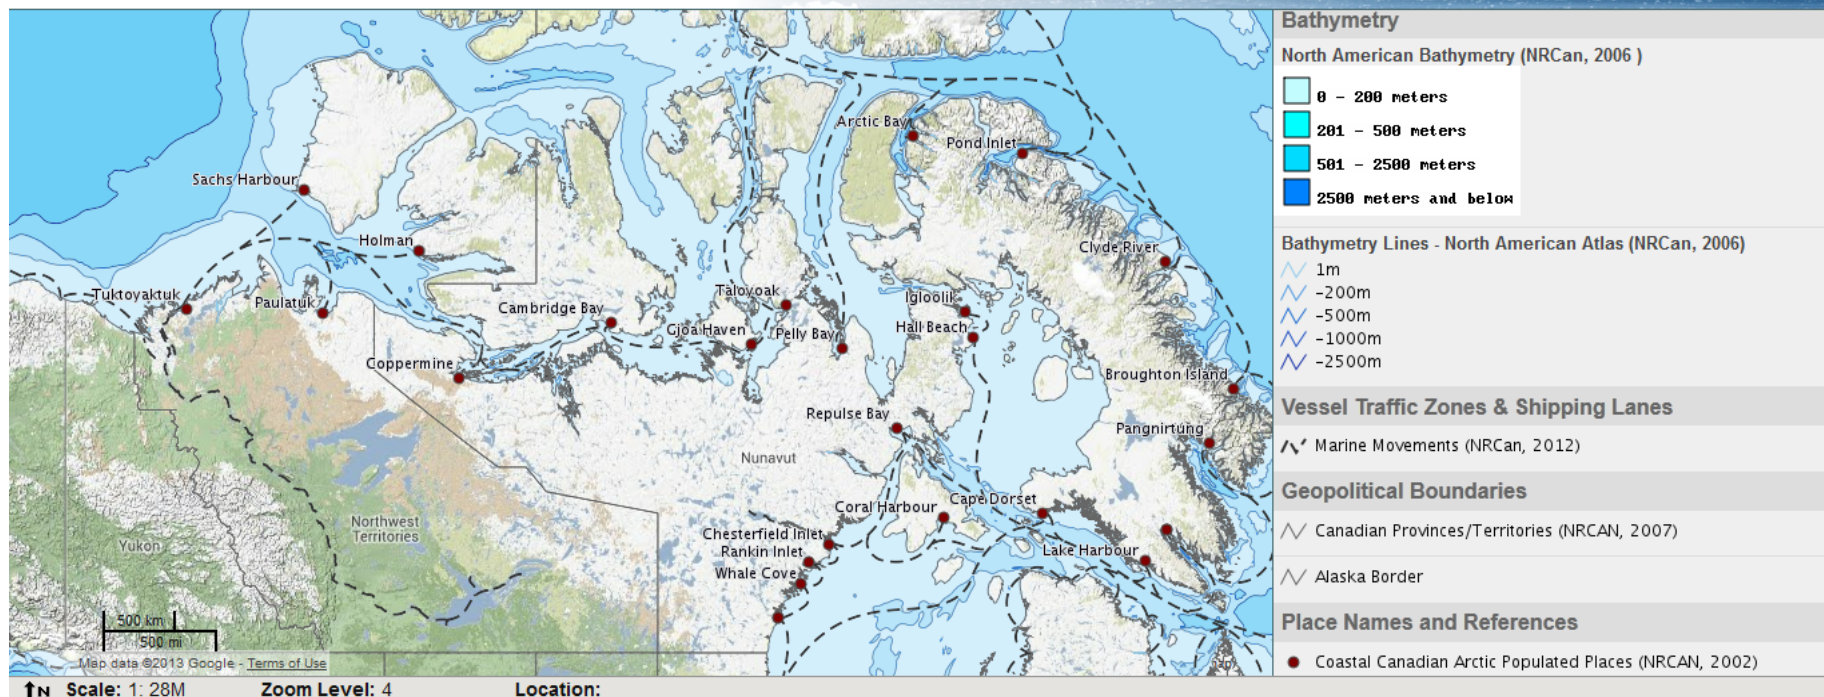 Arctic Bay
Pond Inlet
Sachs Harbour
Holman
Clyde River
Tuktoyaktuk
Paulatuk
Cambridge Bay
Taloyoak
Igloolik
Gjoa Haven
Pelly Bay
Hall Beach
Coppermine
Broughton Island
Repulse Bay
Pangnirtung
Nunavut
Coral Harbour
Cape Dorset
Northwest
Territories
Yukon
Chesterfield Inlet
Rankin Inlet
Whale Cove
Lake Harbour
500 km
500 mi
Map data ©2013 Google - Terms of Use
N Scale: 1: 28M Zoom Level: 4 Location:
Bathymetry
North American Bathymetry (NRCan, 2006 )
0 - 200 meters
201 - 500 meters
501 - 2500 meters
2500 meters and below
Bathymetry Lines - North American Atlas (NRCan, 2006)
1m
-200m
-500m
-1000m
-2500m
Vessel Traffic Zones & Shipping Lanes
Marine Movements (NRCan, 2012)
Geopolitical Boundaries
Canadian Provinces/Territories (NRCAN, 2007)
Alaska Border
Place Names and References
Coastal Canadian Arctic Populated Places (NRCAN, 2002)